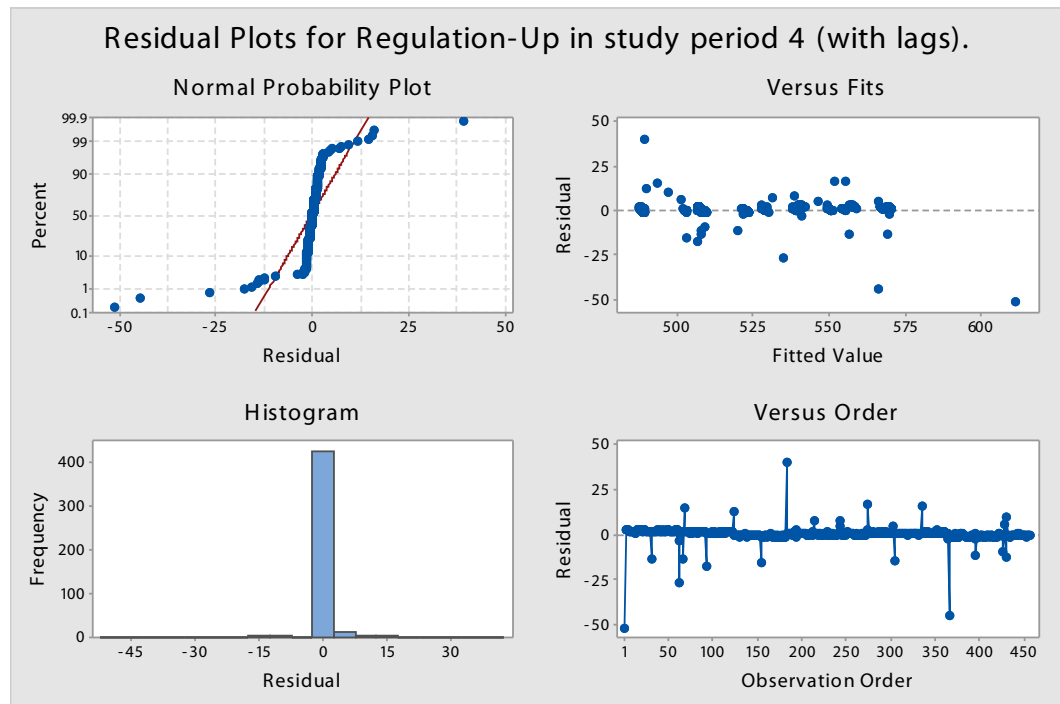 Residual Plots for Regulation-Up in study period 4 (with lags).
Normal Probability Plot
99.9
99
90
50
10
1
0.1
Percent
-50 -25 0 25 50
Residual
Versus Fits
50
25
0
-25
-50
Residual
500 525 550 575 600
Fitted Value
Histogram
400
300
200
100
0
Frequency
-45 -30 -15 0 15 30
Residual
Versus Order
50
25
0
-25
-50
Residual
1 50 100 150 200 250 300 350 400 450
Observation Order